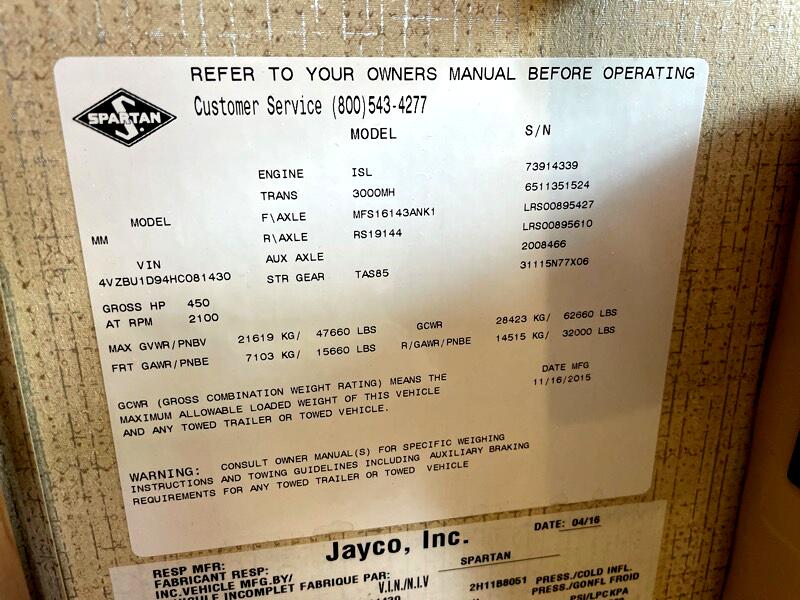 REFER TO YOUR OWNERS MANUAL BEFORE OPERATING
SPARTAN
S.
Customer Service (800)543-4277
MODEL S/N
ENGINE ISL 73914339
TRANS 3000MH 6511351524
MODEL F\AXLE MFS16143ANK1 LRS00895427
MM R\AXLE RS19144 LRS00895610
VIN AUX AXLE 2008466
4VZBU1D94HC081430 STR GEAR TAS85 31115N77X06
GROSS HP 450
AT RPM 2100
MAX GVWR/PNBV 21619 KG/ 47660 LBS GCWR 28423 KG/ 62660 LBS
FRT GAWR/PNBE 7103 KG/ 15660 LBS R/GAWR/PNBE 14515 KG/ 32000 LBS
GCWR (GROSS COMBINATION WEIGHT RATING) MEANS THE
MAXIMUM ALLOWABLE LOADED WEIGHT OF THIS VEHICLE
AND ANY TOWED TRAILER OR TOWED VEHICLE.
DATE MFG
11/16/2015
WARNING: CONSULT OWNER MANUAL(S) FOR SPECIFIC WEIGHING
INSTRUCTIONS AND TOWING GUIDELINES INCLUDING AUXILIARY BRAKING
REQUIREMENTS FOR ANY TOWED TRAILER OR TOWED VEHICLE
Jayco, Inc. DATE: 04/16
RESP MFR:
FABRICANT RESP: SPARTAN
INC.VEHICLE MFG.BY/
VEHICULE INCOMPLET FABRIQUE PAR:
V.I.N./N.I.V 2H11B8051 PRESS./COLD INFL.
PRESS./GONFL FROID
PSI/LPCKPA